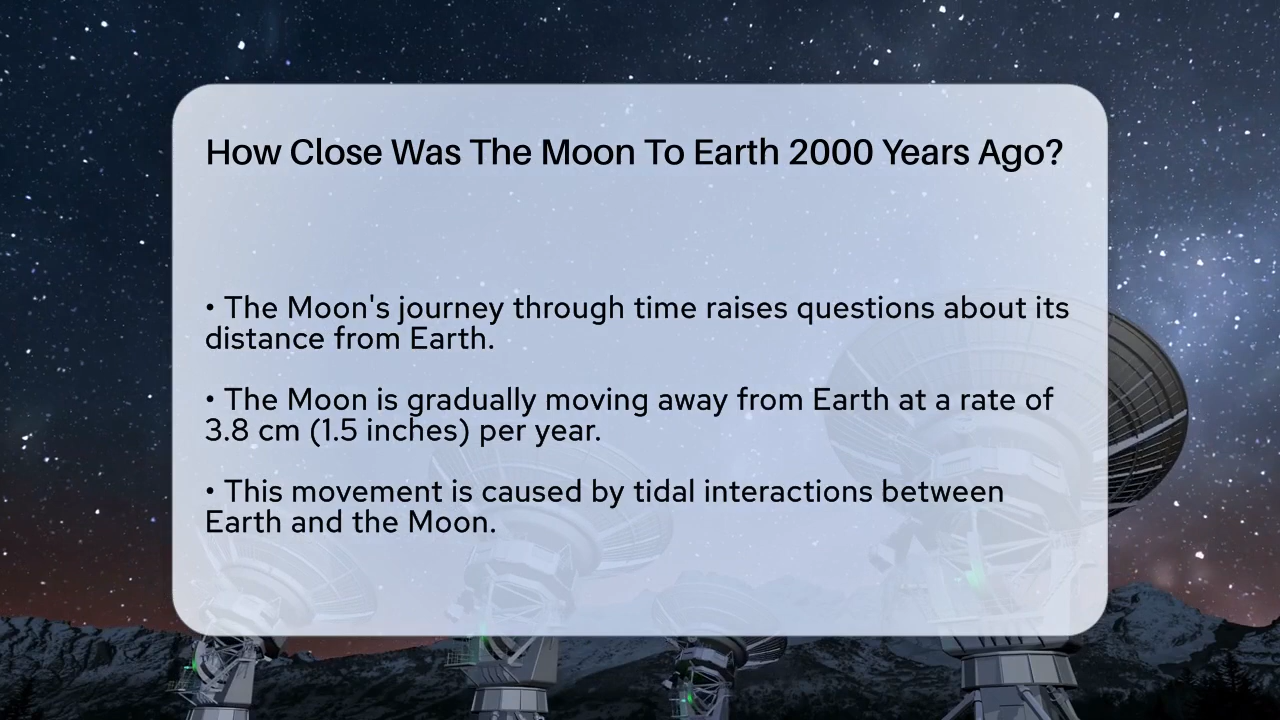 How Close Was The Moon To Earth 2000 Years Ago?
• The Moon's journey through time raises questions about its
distance from Earth.
• The Moon is gradually moving away from Earth at a rate of
3.8 cm (1.5 inches) per year.
• This movement is caused by tidal interactions between
Earth and the Moon.